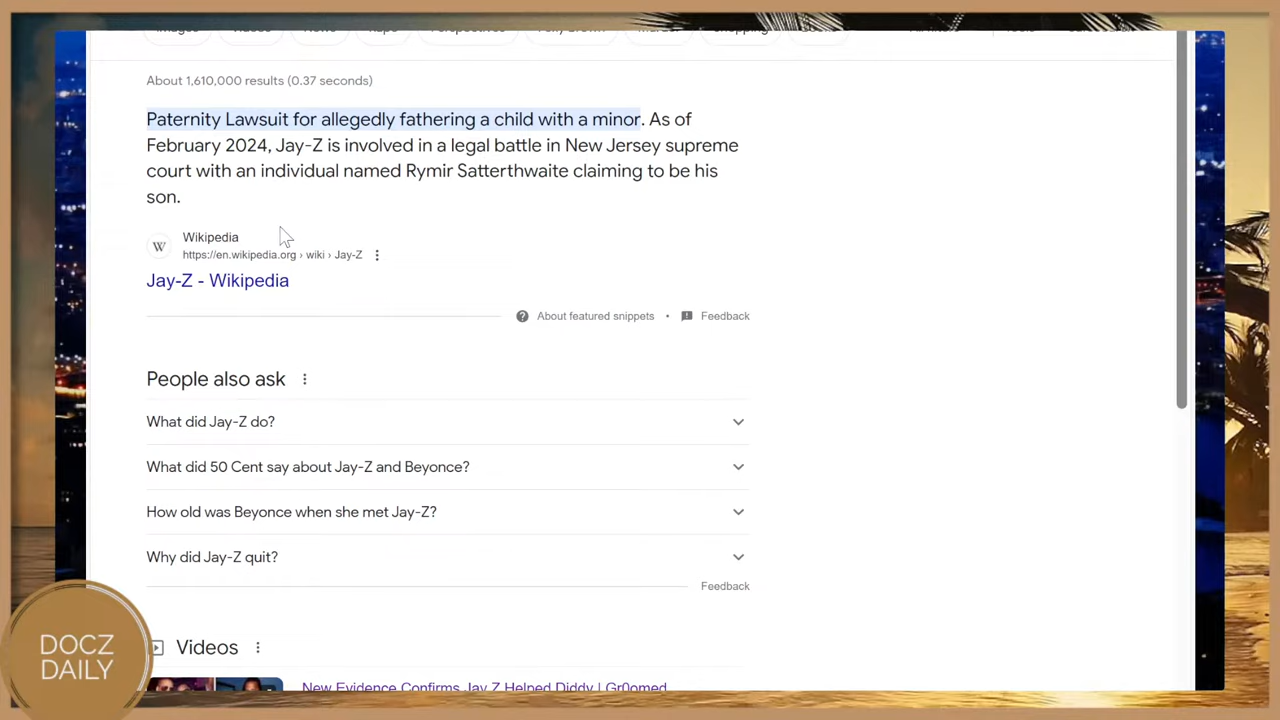 About 1,610,000 results (0.37 seconds)
Paternity Lawsuit for allegedly fathering a child with a minor. As of
February 2024, Jay-Z is involved in a legal battle in New Jersey supreme
court with an individual named Rymir Satterthwaite claiming to be his
son.
W
Wikipedia
https://en.wikipedia.org › wiki › Jay-Z
Jay-Z - Wikipedia
About featured snippets • Feedback
People also ask
What did Jay-Z do?
What did 50 Cent say about Jay-Z and Beyonce?
How old was Beyonce when she met Jay-Z?
Why did Jay-Z quit?
Feedback
Videos
New Evidence Confirms Jay Z Helped Diddy | Gr0omed
DOCZ
DAILY